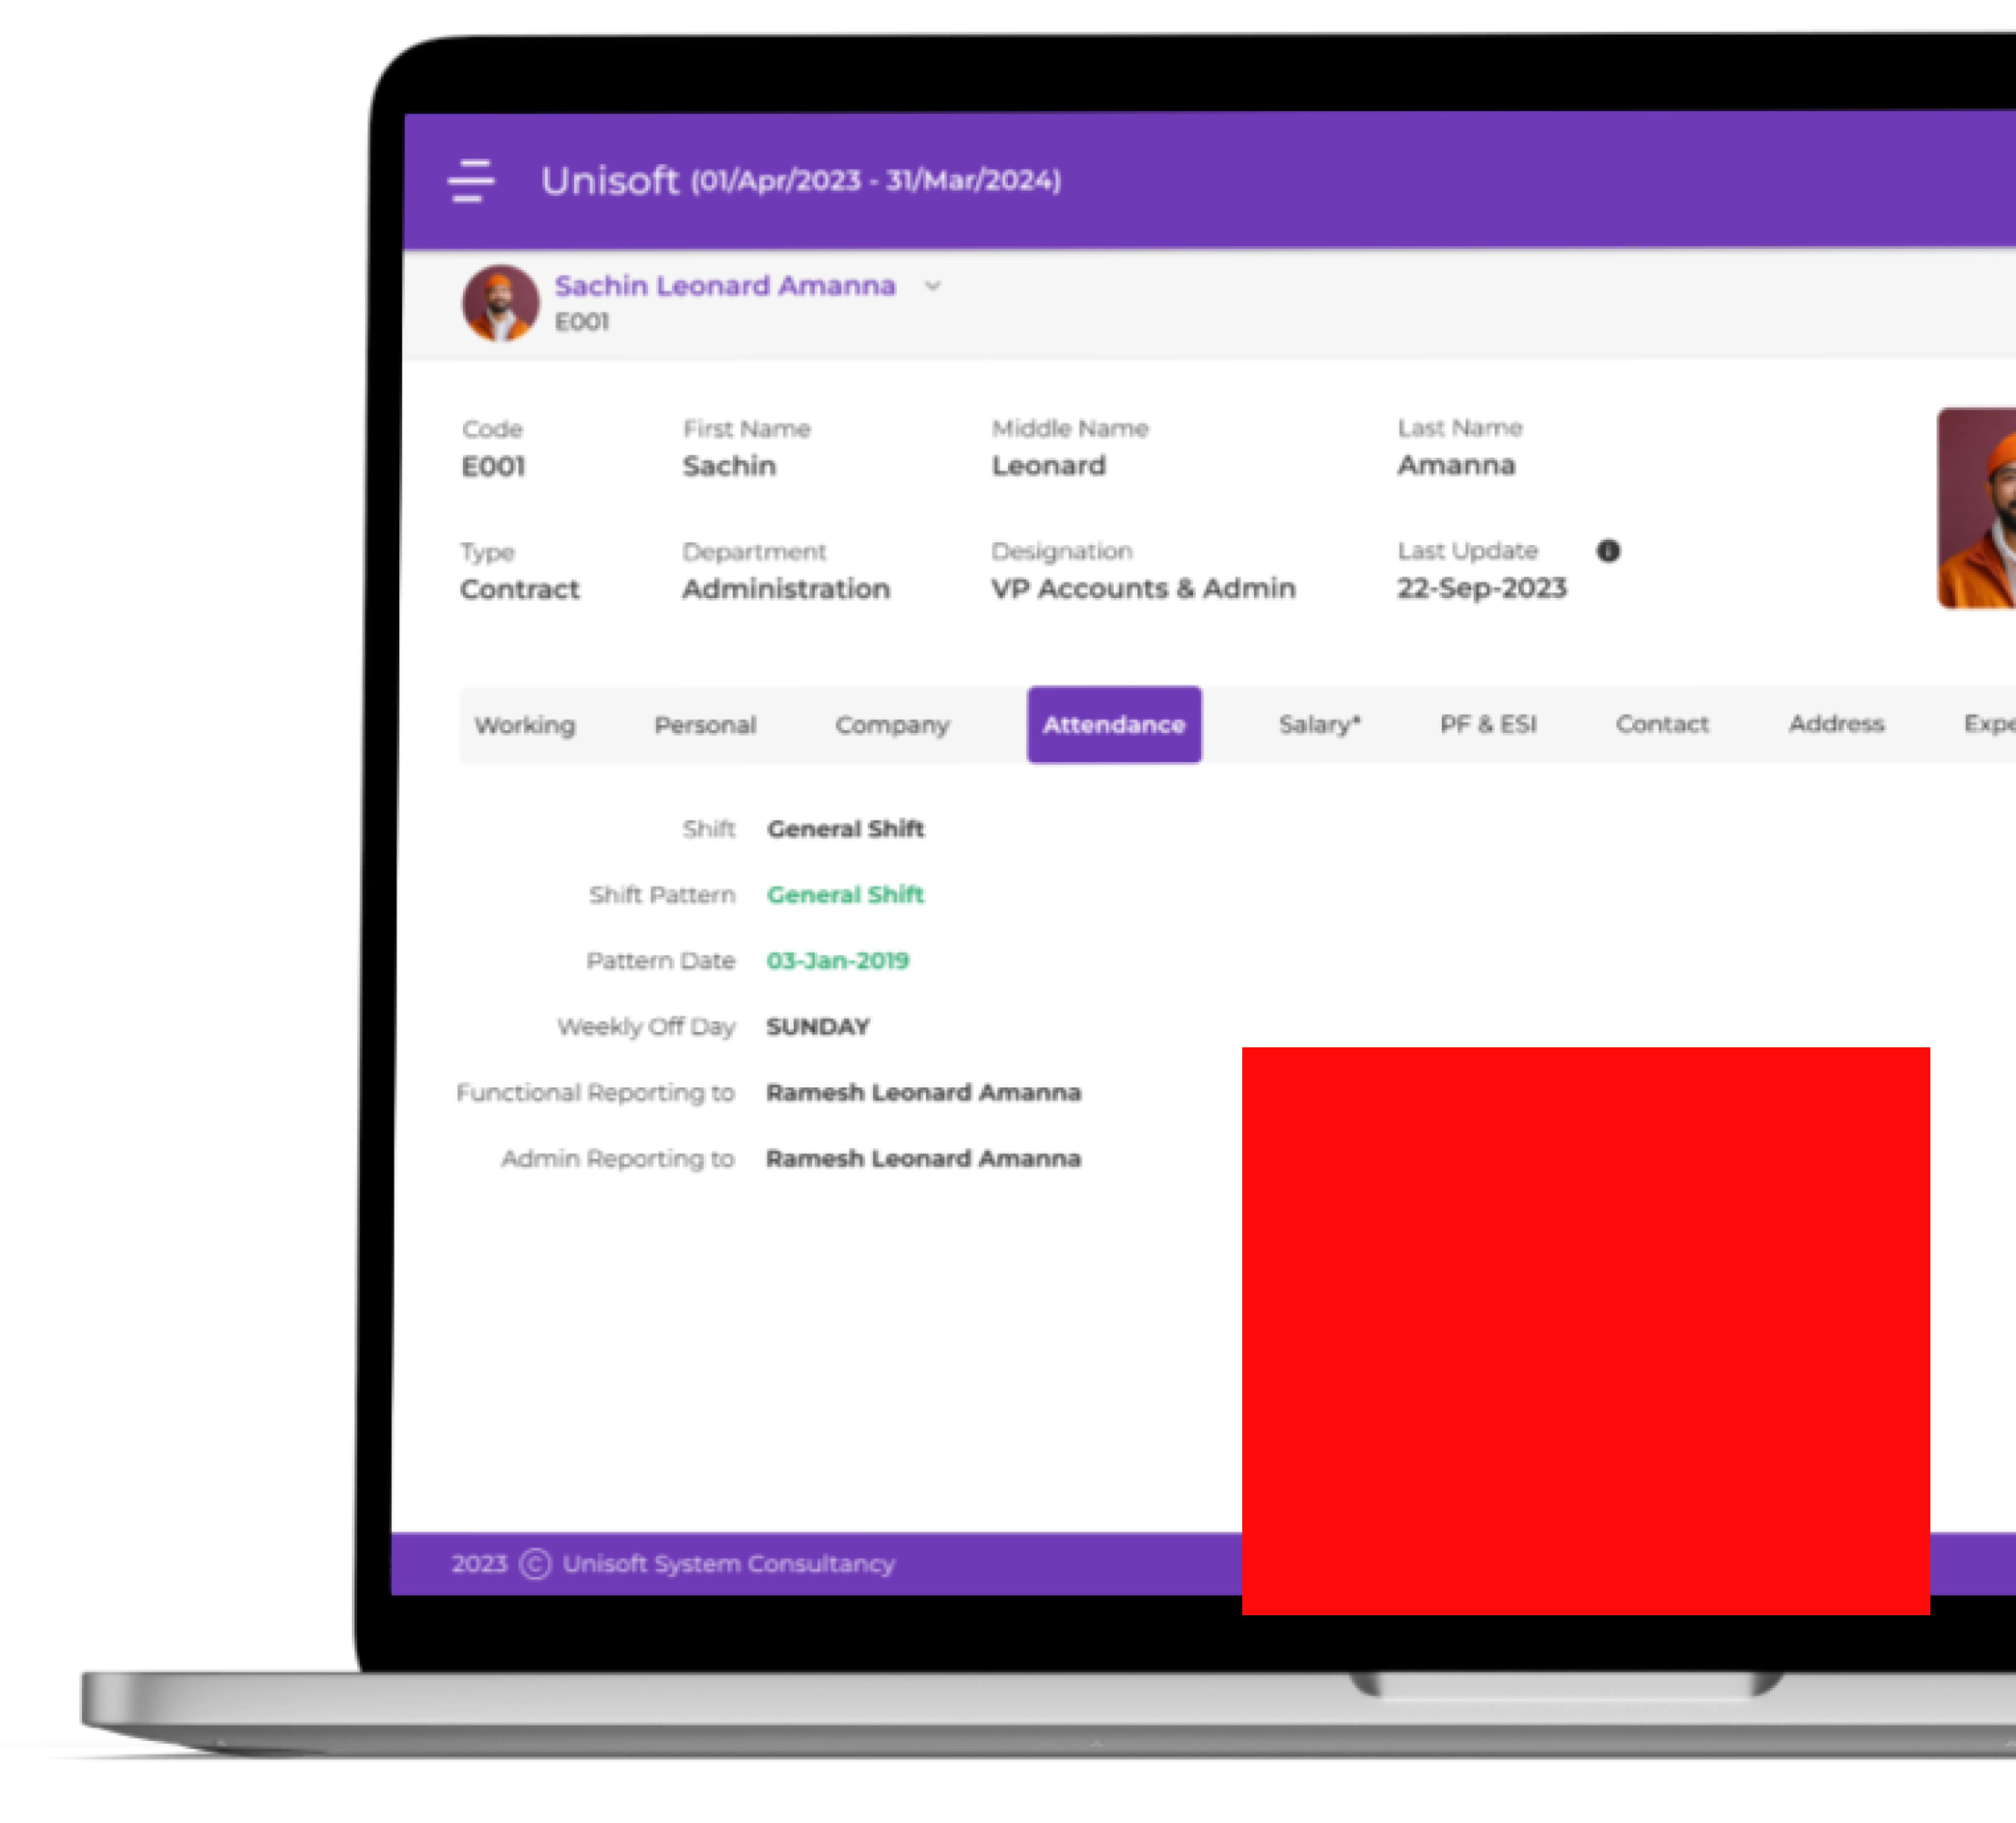 Unisoft (01/Apr/2023 - 31/Mar/2024)
Sachin Leonard Amanna
E001
Code First Name Middle Name Last Name
E001 Sachin Leonard Amanna
Type Department Designation Last Update
Contract Administration VP Accounts & Admin 22-Sep-2023
Working Personal Company Attendance Salary* PF & ESI Contact Address Expe
Shift General Shift
Shift Pattern General Shift
Pattern Date 03-Jan-2019
Weekly Off Day SUNDAY
Functional Reporting to Ramesh Leonard Amanna
Admin Reporting to Ramesh Leonard Amanna
2023 © Unisoft System Consultancy